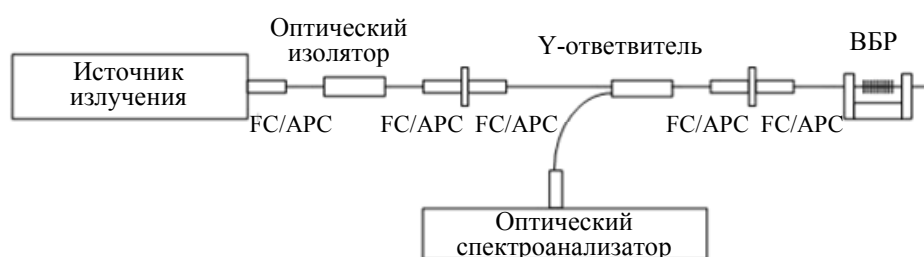 Источник
излучения
Оптический
изолятор
Y-ответвитель
ВБР
FC/APC
FC/APC
FC/APC
FC/APC
FC/APC
Оптический
спектроанализатор